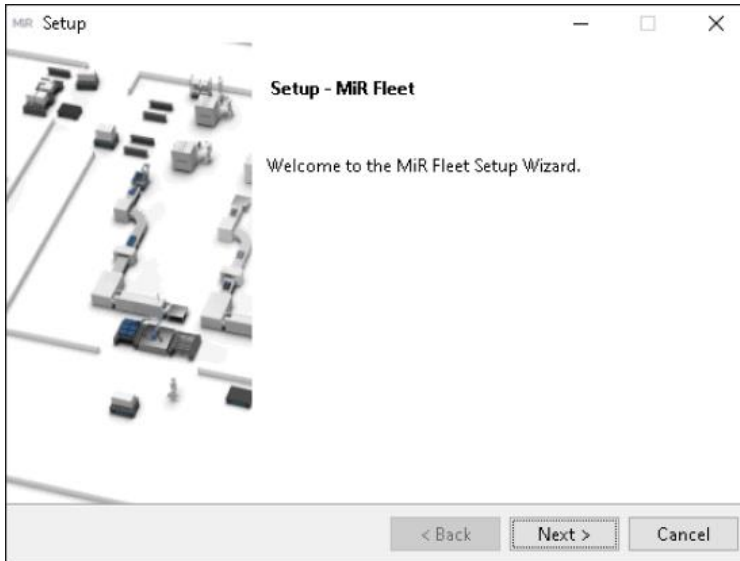 MiR Setup
Setup - MiR Fleet
Welcome to the MiR Fleet Setup Wizard.
< Back Next > Cancel